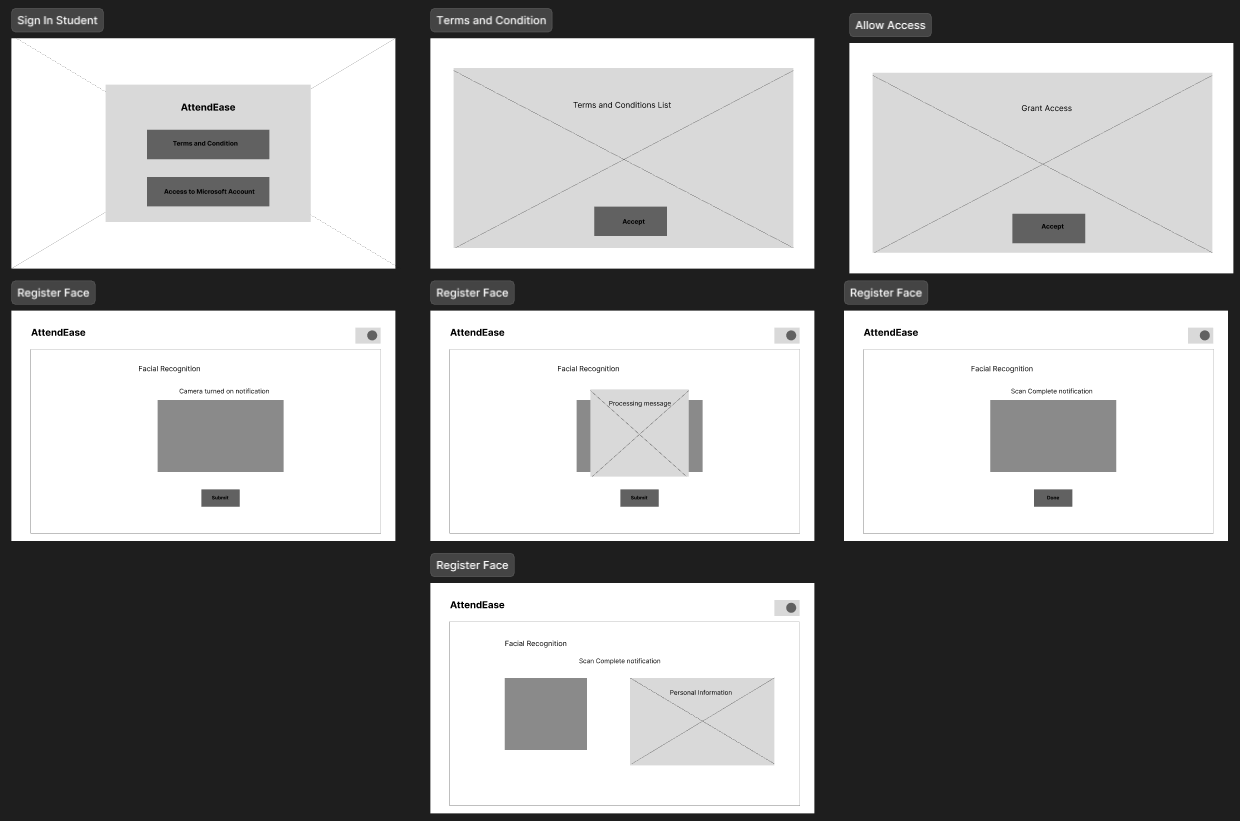 Sign In Student
AttendEase
Terms and Condition
Access to Microsoft Account
Terms and Condition
Terms and Conditions List
Accept
Allow Access
Grant Access
Accept
Register Face
AttendEase
Facial Recognition
Camera turned on notification
Submit
Register Face
AttendEase
Facial Recognition
Processing message
Submit
Register Face
AttendEase
Facial Recognition
Scan Complete notification
Done
Register Face
AttendEase
Facial Recognition
Scan Complete notification
Personal Information